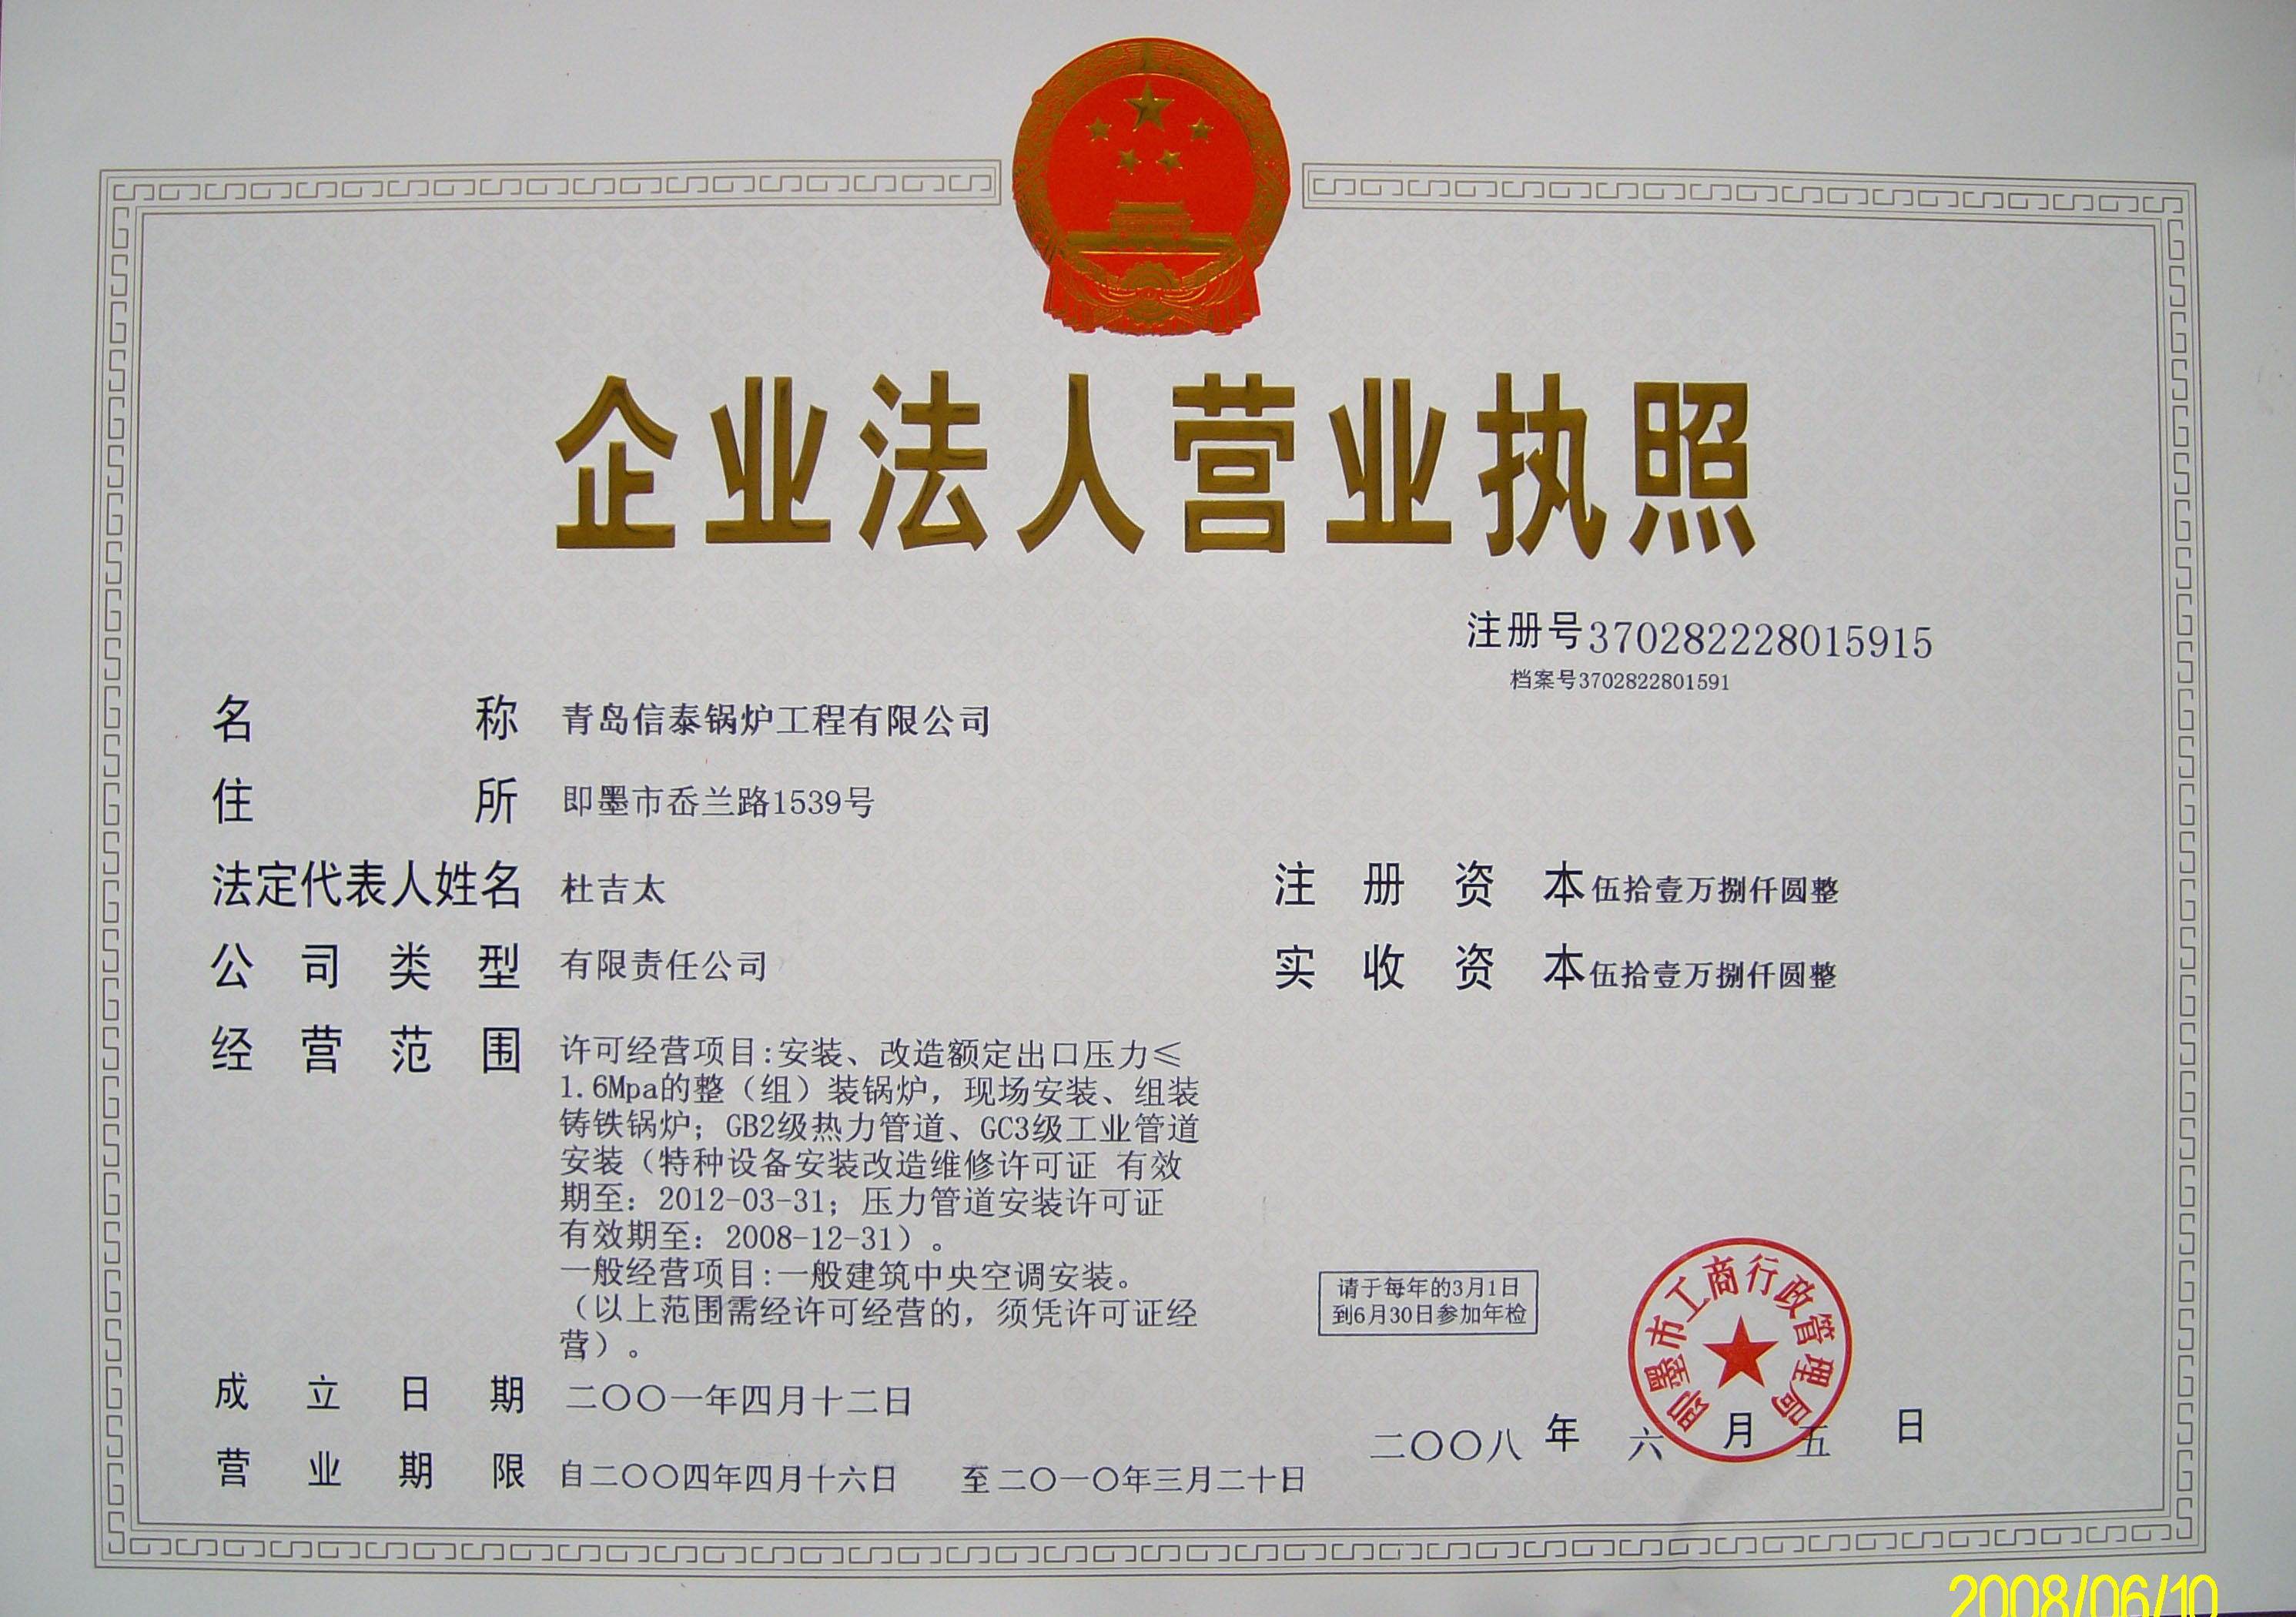 企业法人营业执照
注册号370282228015915
档案号3702822801591
名称 青岛信泰锅炉工程有限公司
住所 即墨市岙兰路1539号
法定代表人姓名 杜吉太 注册资本伍拾壹万捌仟圆整
公司类型 有限责任公司 实收资本伍拾壹万捌仟圆整
经营范围 许可经营项目:安装、改造额定出口压力≤
1.6Mpa的整（组）装锅炉，现场安装、组装
铸铁锅炉；GB2级热力管道、GC3级工业管道
安装（特种设备安装改造维修许可证 有效
期至：2012-03-31；压力管道安装许可证
有效期至：2008-12-31）。
一般经营项目:一般建筑中央空调安装。
（以上范围需经许可经营的，须凭许可证经
营）。
请于每年的3月1日
到6月30日参加年检
即墨市工商行政管理局
成立日期 二〇〇一年四月十二日
二〇〇八年六月五日
营业期限 自二〇〇四年四月十六日 至二〇一〇年三月二十日
2008/06/10